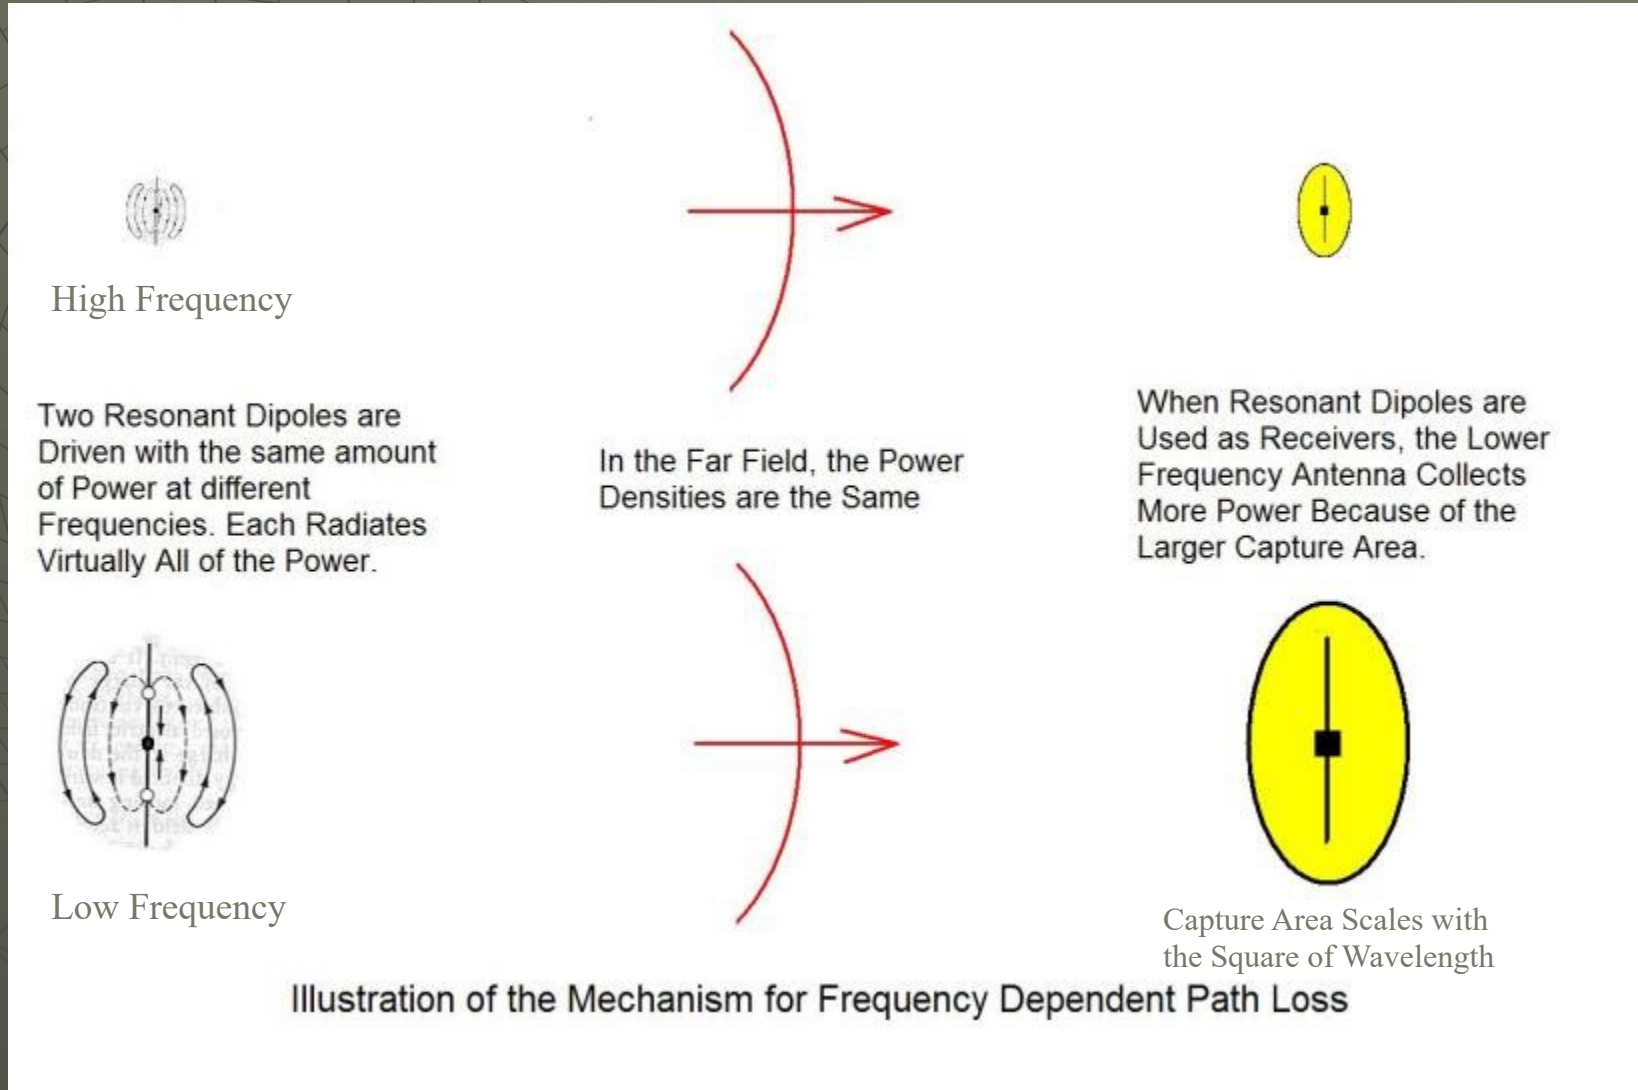 High Frequency
Two Resonant Dipoles are
Driven with the same amount
of Power at different
Frequencies. Each Radiates
Virtually All of the Power.
Low Frequency
In the Far Field, the Power
Densities are the Same
When Resonant Dipoles are
Used as Receivers, the Lower
Frequency Antenna Collects
More Power Because of the
Larger Capture Area.
Capture Area Scales with
the Square of Wavelength
Illustration of the Mechanism for Frequency Dependent Path Loss